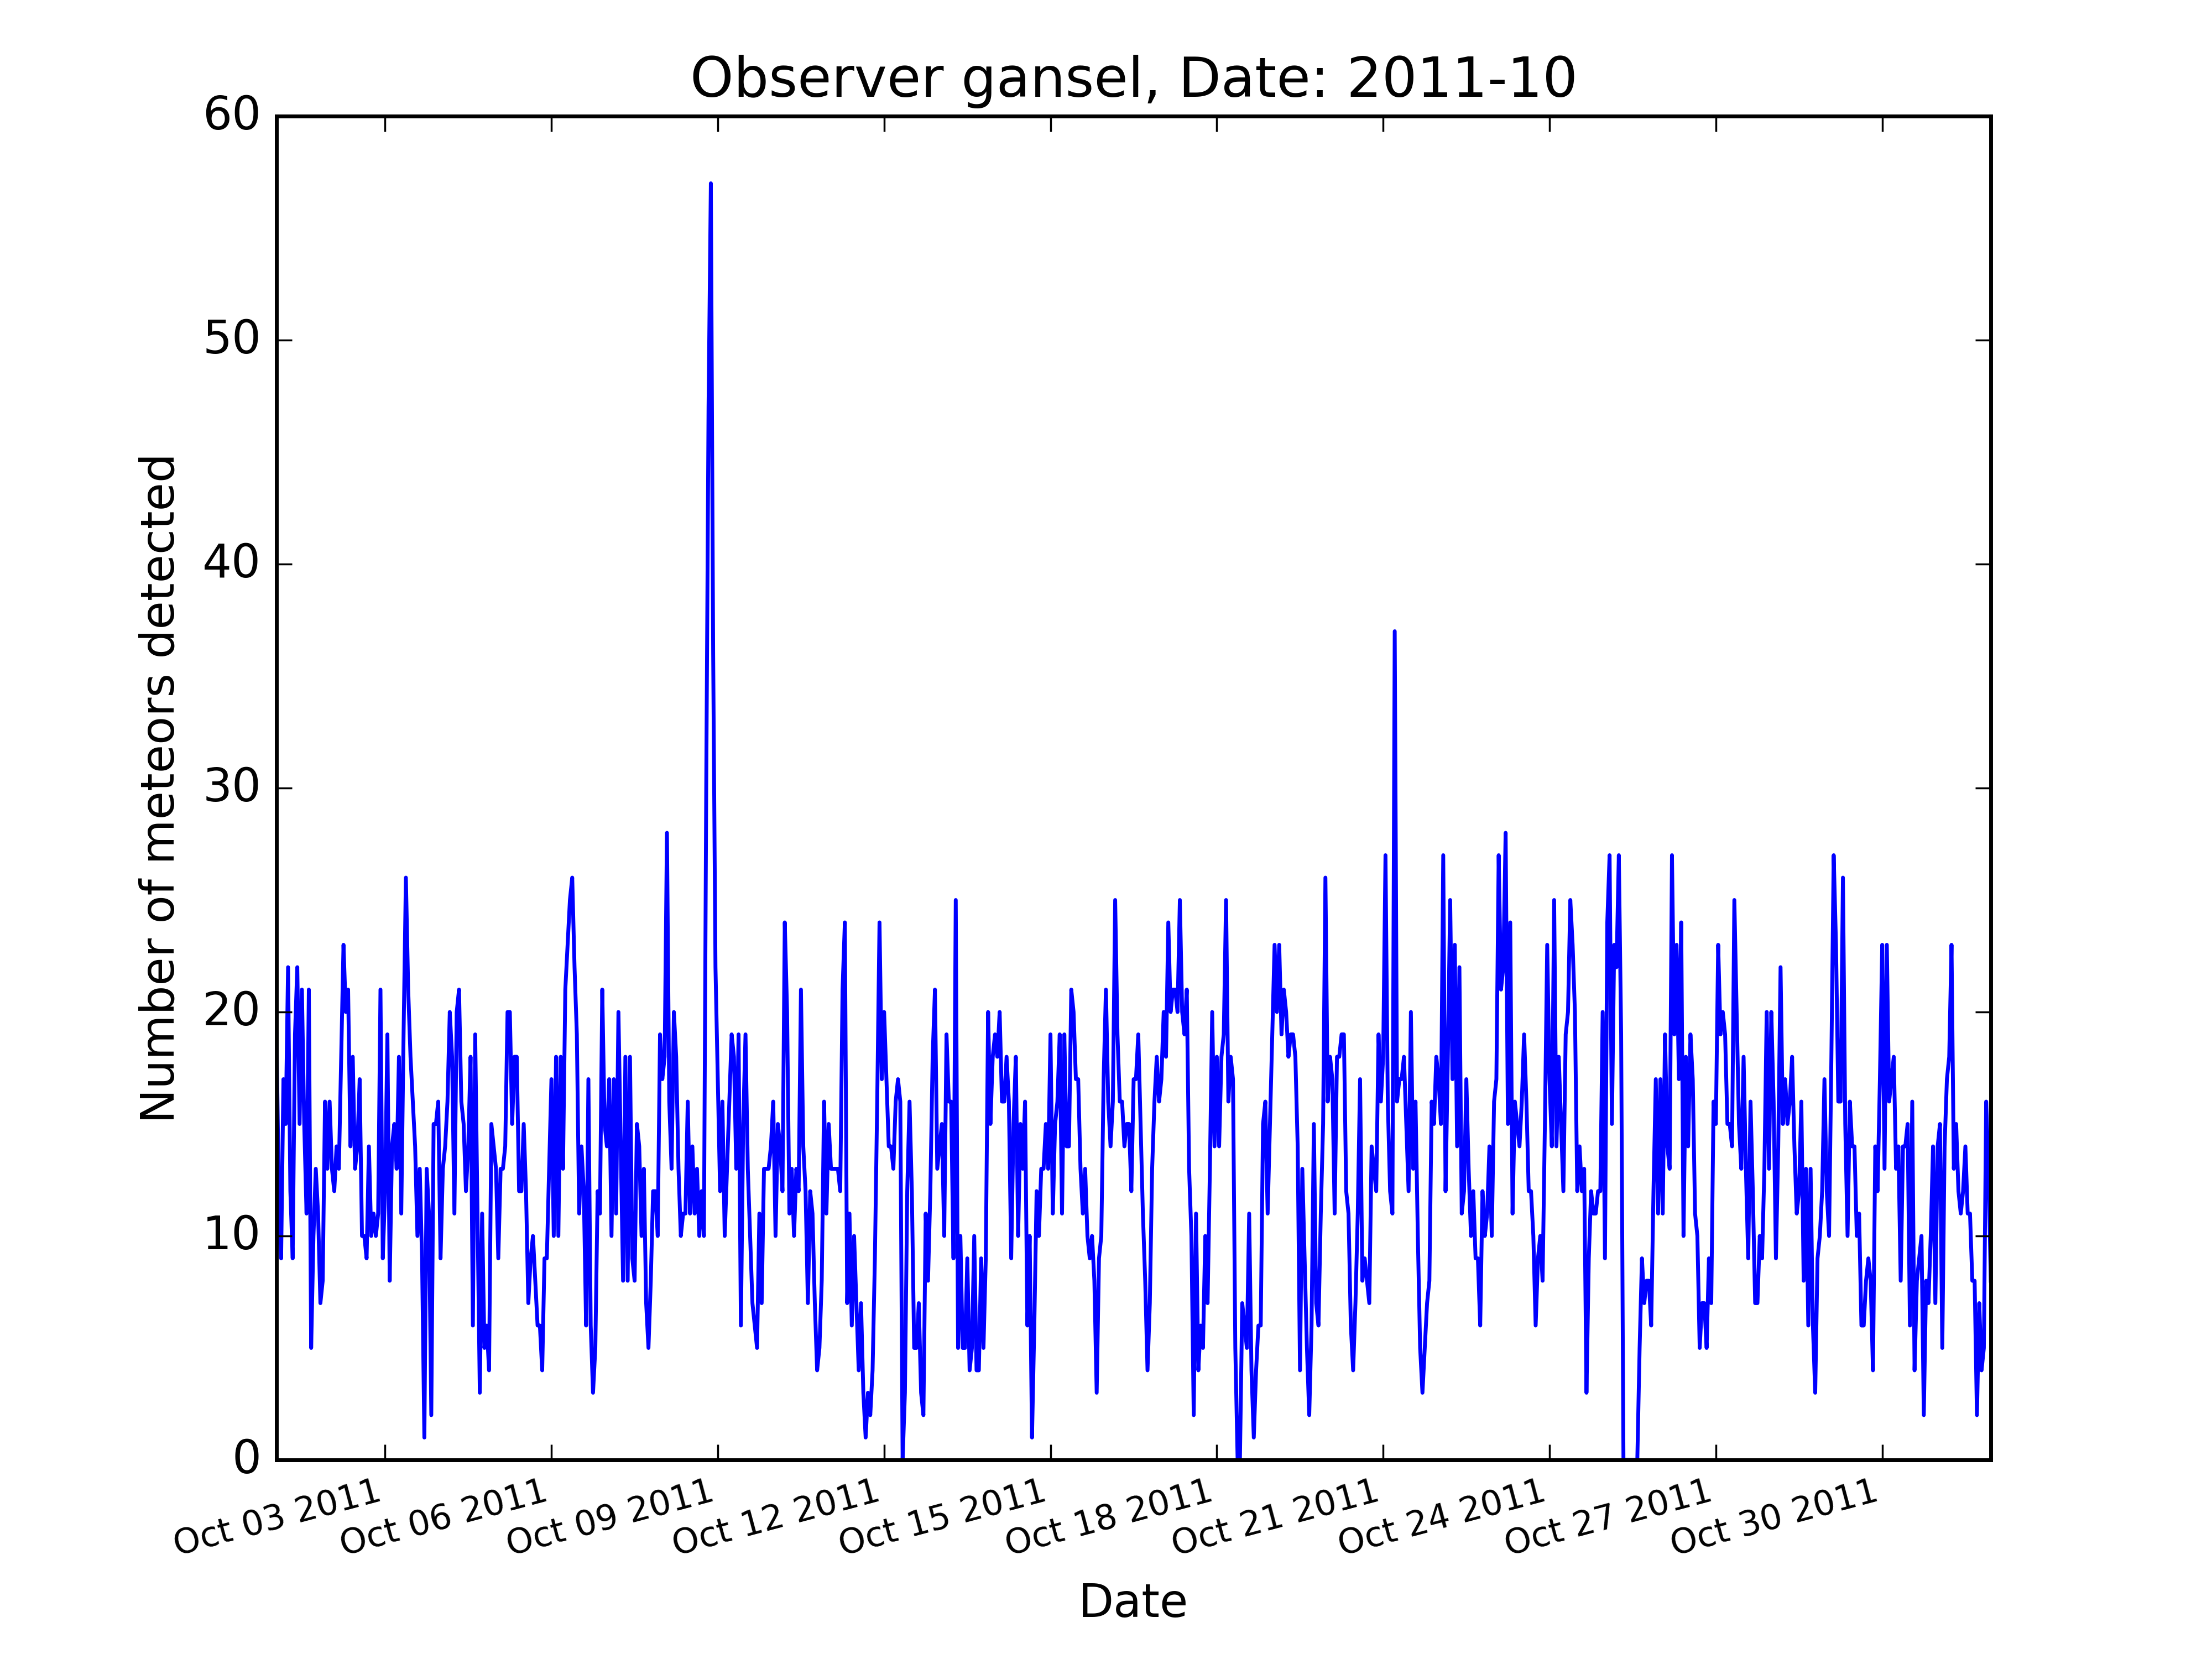 Observer gansel, Date: 2011-10
60
50
40
30
20
10
0
Number of meteors detected
Oct 03 2011
Oct 06 2011
Oct 09 2011
Oct 12 2011
Oct 15 2011
Oct 18 2011
Oct 21 2011
Oct 24 2011
Oct 27 2011
Oct 30 2011
Date